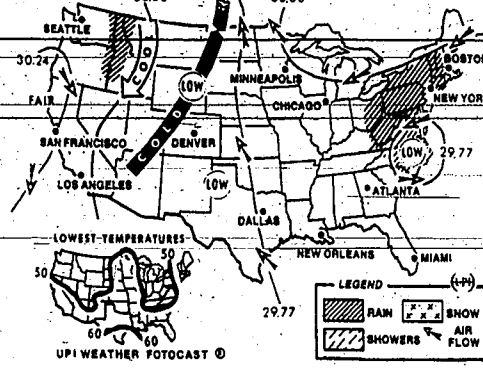 SEATTLE
30.24
COO
FAIR
SAN FRANCISCO
LOS ANGELES
COLD
LOW
DENVER
LOW
MINNEAPOLIS
CHICAGO
BOSTON
NEW YORK
LOW
29.77
ATLANTA
DALLAS
NEW ORLEANS
MIAMI
29.77
LOWEST TEMPERATURES
50
50
60
60
UPI WEATHER FOTOCAST ®
LEGEND
UPI
RAIN
SNOW
SHOWERS
AIR
FLOW